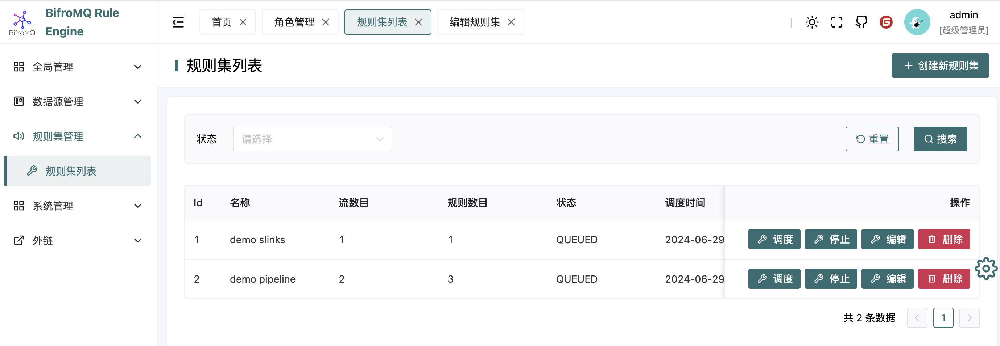 BifroMQ
BifroMQ Rule
Engine
首页
角色管理
规则集列表
编辑规则集
G
admin
[超级管理员]
全局管理
数据源管理
规则集管理
规则集列表
系统管理
外链
规则集列表
创建新规则集
状态 请选择
重置
搜索
Id 名称 流数目 规则数目 状态 调度时间 操作
1 demo slinks 1 1 QUEUED 2024-06-29 调度 停止 编辑 删除
2 demo pipeline 2 3 QUEUED 2024-06-29 调度 停止 编辑 删除
共 2 条数据 1